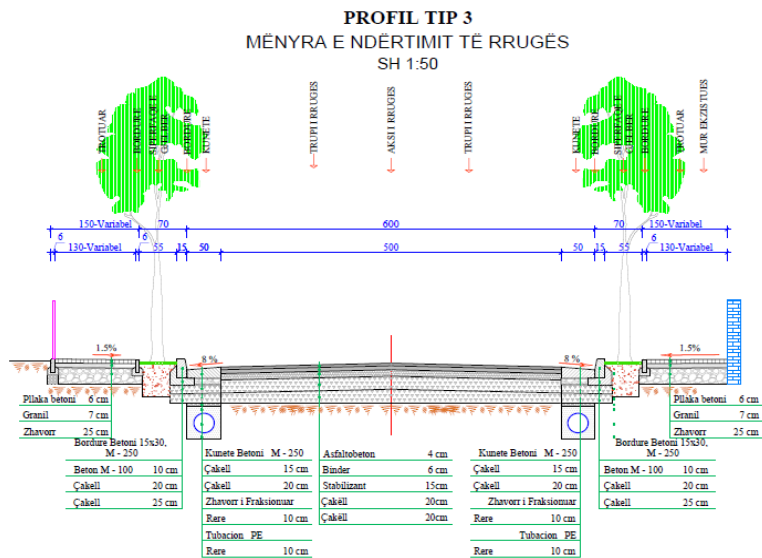 PROFIL TIP 3
MËNYRA E NDËRTIMIT TË RRUGËS
SH 1:50
TROTUAR
BORDURE
SIPERFAQE E GJELBER
BORDURE
KUNETE
TRUPI I RRUGES
AKSI I RRUGES
TRUPI I RRUGES
KUNETE
BORDURE
SIPERFAQE E GJELBER
BORDURE
TROTUAR
MUR EKZISTUES
150-Variabel 70 600 70 150-Variabel
6 6 6
130-Variabel 55 15 50 500 50 15 55 130-Variabel
1.5% 8 % 8 % 1.5%
Pllaka betoni 6 cm
Granil 7 cm
Zhavorr 25 cm
Bordure Betoni 15x30,
M - 250
Beton M - 100 10 cm
Çakell 20 cm
Çakell 25 cm
Kunete Betoni M - 250
Çakell 15 cm
Çakell 20 cm
Zhavorri i Fraksionuar
Rere 10 cm
Tubacion PE
Rere 10 cm
Asfaltobeton 4 cm
Binder 6 cm
Stabilizant 15cm
Çakëll 20cm
Çakëll 20cm
Kunete Betoni M - 250
Çakell 15 cm
Çakell 20 cm
Zhavorri i Fraksionuar
Rere 10 cm
Tubacion PE
Rere 10 cm
Pllaka betoni 6 cm
Granil 7 cm
Zhavorr 25 cm
Bordure Betoni 15x30,
M - 250
Beton M - 100 10 cm
Çakell 20 cm
Çakell 25 cm